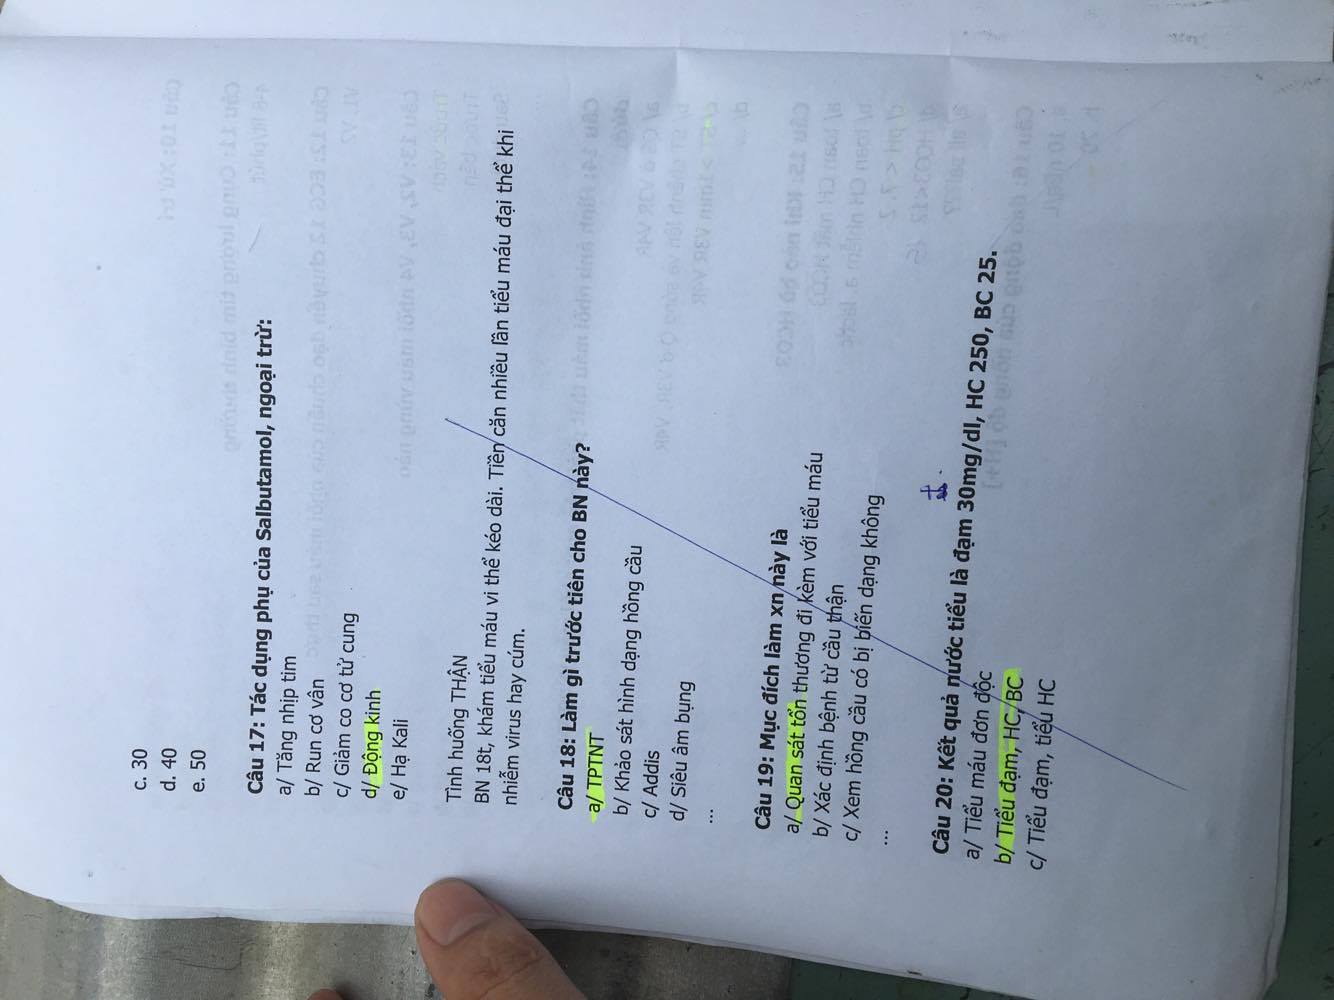 c. 30
d. 40
e. 50
Câu 17: Tác dụng phụ của Salbutamol, ngoại trừ:
a/ Tăng nhịp tim
b/ Run cơ vân
c/ Giảm co cơ tử cung
d/ Động kinh
e/ Hạ Kali
Tình huống THẬN
BN 18t, khám tiểu máu vi thể kéo dài. Tiền căn nhiều lần tiểu máu đại thể khi
nhiễm virus hay cúm.
Câu 18: Làm gì trước tiên cho BN này?
a/ TPTNT
b/ Khảo sát hình dạng hồng cầu
c/ Addis
d/ Siêu âm bụng
...
Câu 19: Mục đích làm xn này là
a/ Quan sát tổn thương đi kèm với tiểu máu
b/ Xác định bệnh từ cầu thận
c/ Xem hồng cầu có bị biến dạng không
...
Câu 20: Kết quả nước tiểu là đạm 30mg/dl, HC 250, BC 25.
a/ Tiểu máu đơn độc
b/ Tiểu đạm, HC, BC
c/ Tiểu đạm, tiểu HC